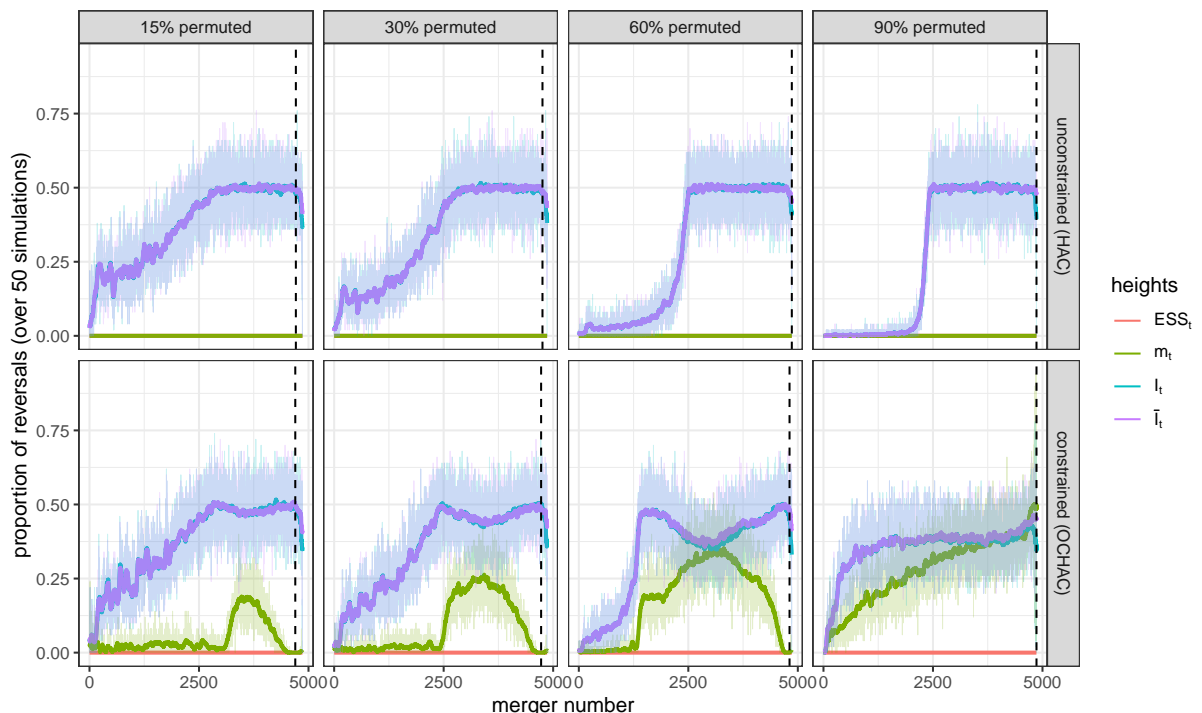 15% permuted
30% permuted
60% permuted
90% permuted
proportion of reversals (over 50 simulations)
0.75
0.50
0.25
0.00
unconstrained (HAC)
0.75
0.50
0.25
0.00
constrained (OCHAC)
0 2500 5000
0 2500 5000
0 2500 5000
0 2500 5000
merger number
heights
ESSₜ
mₜ
Iₜ
Īₜ